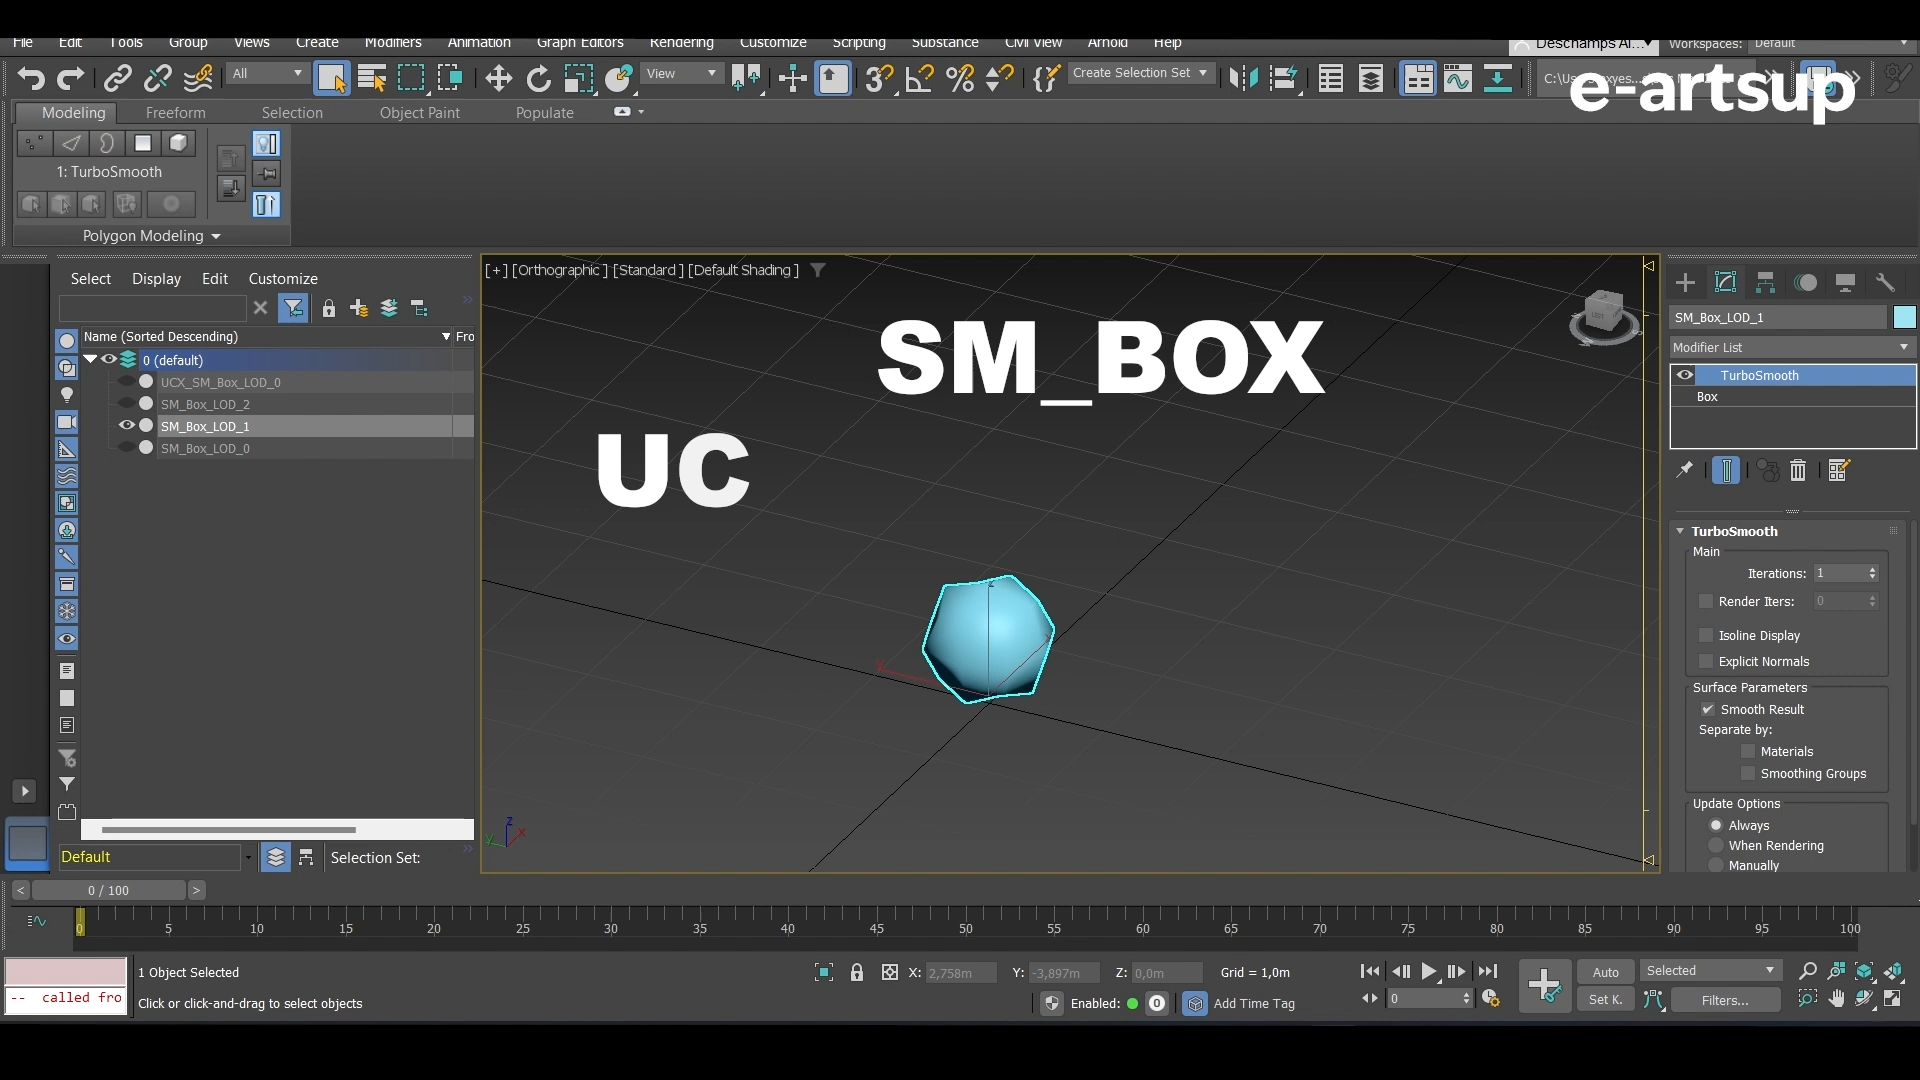 File Edit Tools Group Views Create Modifiers Animation Graph Editors Rendering Customize Scripting Substance Civil View Arnold Help
Workspaces: Default
All
View
Create Selection Set
e-artsup
Modeling Freeform Selection Object Paint Populate
1: TurboSmooth
Polygon Modeling
Select Display Edit Customize
Name (Sorted Descending)
Fro
0 (default)
UCX_SM_Box_LOD_0
SM_Box_LOD_2
SM_Box_LOD_1
SM_Box_LOD_0
[+] [Orthographic ] [Standard ] [Default Shading ]
SM_BOX
UC
SM_Box_LOD_1
Modifier List
TurboSmooth
Box
TurboSmooth
Main
Iterations: 1
Render Iters: 0
Isoline Display
Explicit Normals
Surface Parameters
Smooth Result
Separate by:
Materials
Smoothing Groups
Update Options
Always
When Rendering
Manually
Default
Selection Set:
< 0 / 100 >
0 5 10 15 20 25 30 35 40 45 50 55 60 65 70 75 80 85 90 95 100
1 Object Selected
X: 2,758m Y: -3,897m Z: 0,0m Grid = 1,0m
Auto
Selected
-- called fro
Click or click-and-drag to select objects
Enabled:
0
Add Time Tag
0
Set K.
Filters...